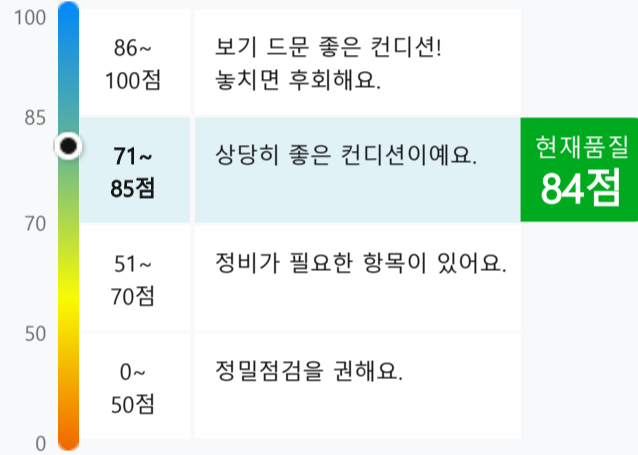 100
86~
100점
보기 드문 좋은 컨디션!
놓치면 후회해요.
85
71~
85점
상당히 좋은 컨디션이예요.
현재품질
84점
70
51~
70점
정비가 필요한 항목이 있어요.
50
0~
50점
정밀점검을 권해요.
0